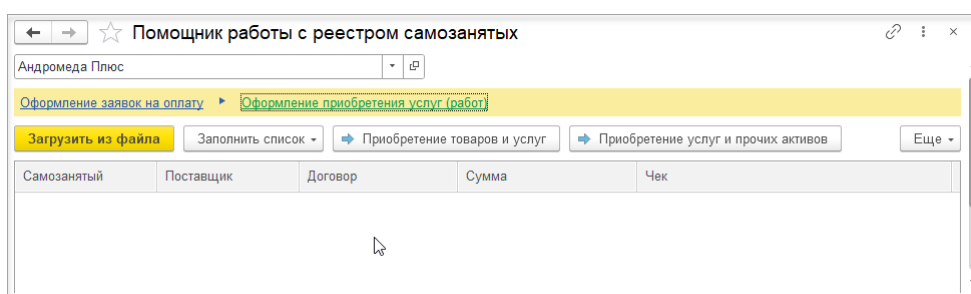 Помощник работы с реестром самозанятых
Андромеда Плюс
Оформление заявок на оплату Оформление приобретения услуг (работ)
Загрузить из файла Заполнить список Приобретение товаров и услуг Приобретение услуг и прочих активов Еще
Самозанятый Поставщик Договор Сумма Чек